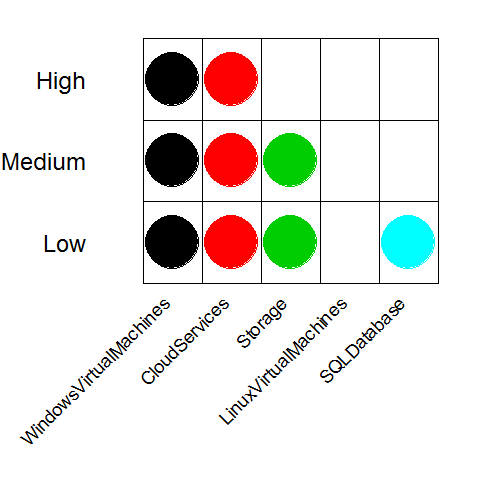 High
Medium
Low
WindowsVirtualMachines
CloudServices
Storage
LinuxVirtualMachines
SQLDatabase